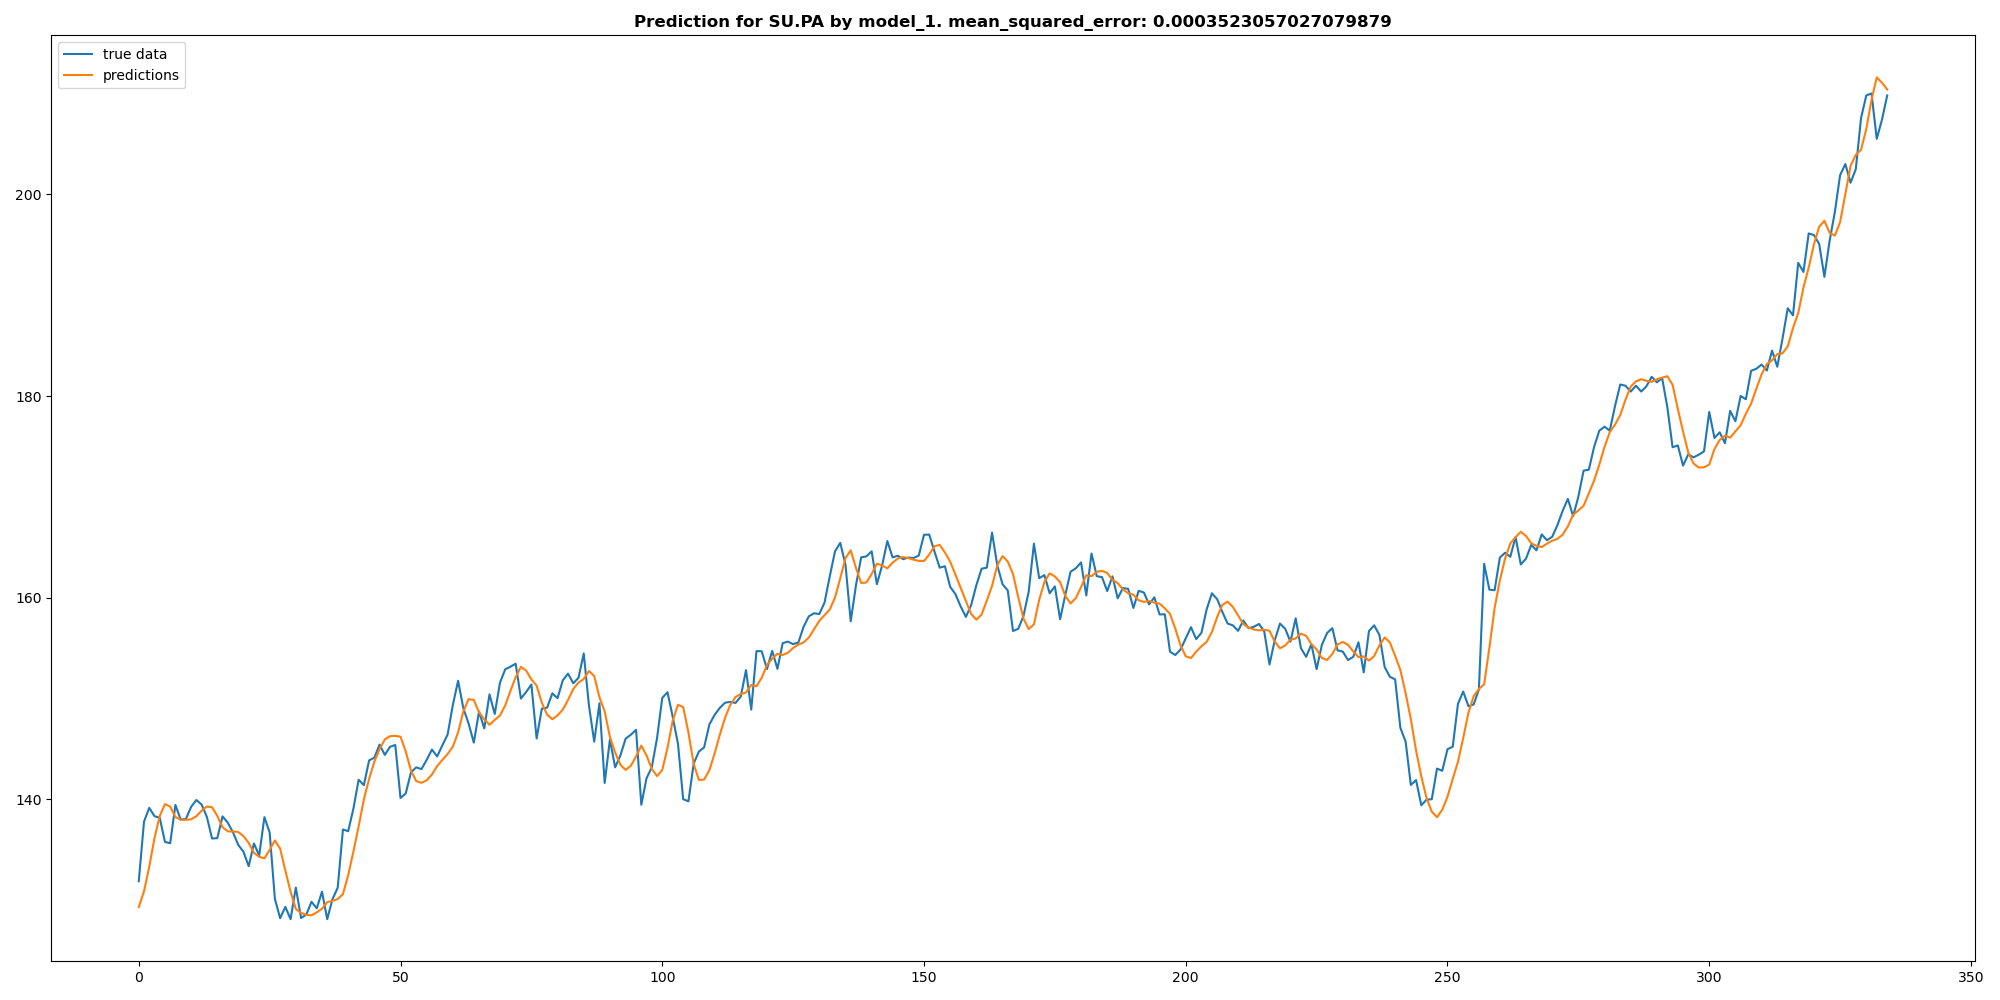 Prediction for SU.PA by model_1. mean_squared_error: 0.0003523057027079879
true data
predictions
200
180
160
140
0 50 100 150 200 250 300 350